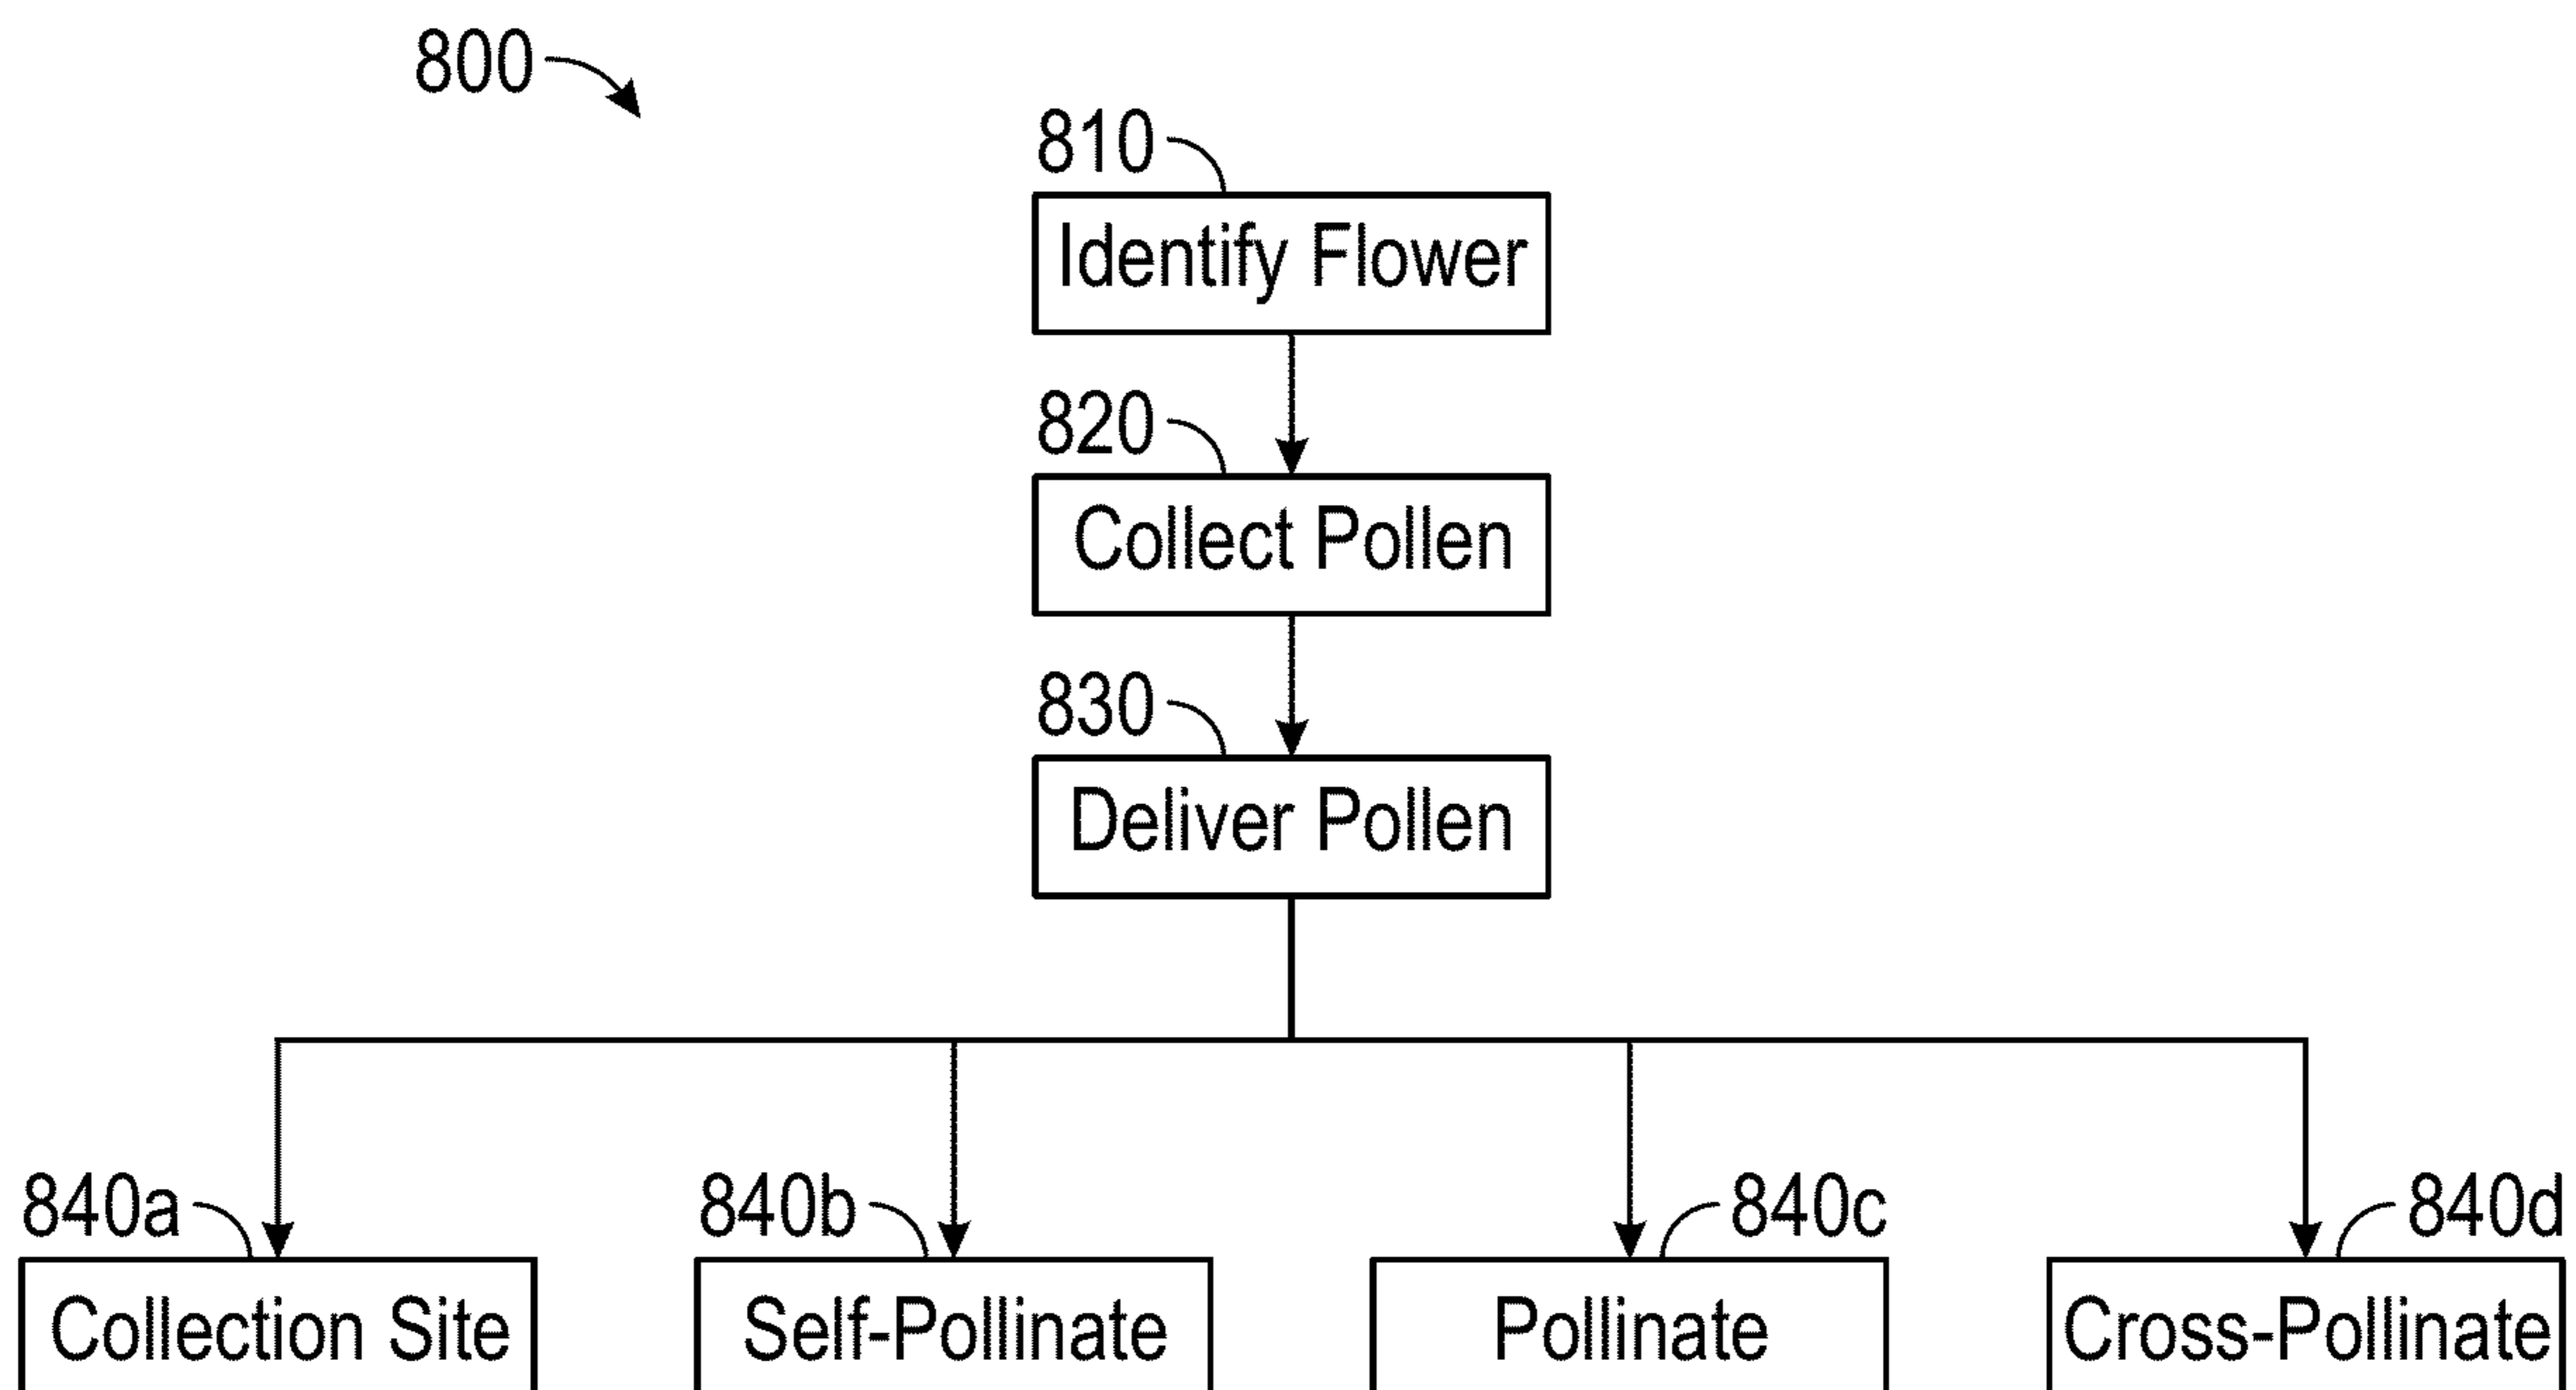 800
810
Identify Flower
820
Collect Pollen
830
Deliver Pollen
840a
840b
840c
840d
Collection Site
Self-Pollinate
Pollinate
Cross-Pollinate